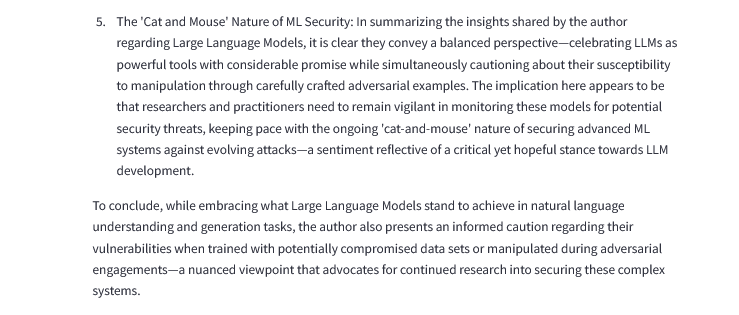 5. The 'Cat and Mouse' Nature of ML Security: In summarizing the insights shared by the author
regarding Large Language Models, it is clear they convey a balanced perspective—celebrating LLMs as
powerful tools with considerable promise while simultaneously cautioning about their susceptibility
to manipulation through carefully crafted adversarial examples. The implication here appears to be
that researchers and practitioners need to remain vigilant in monitoring these models for potential
security threats, keeping pace with the ongoing 'cat-and-mouse' nature of securing advanced ML
systems against evolving attacks—a sentiment reflective of a critical yet hopeful stance towards LLM
development.
To conclude, while embracing what Large Language Models stand to achieve in natural language
understanding and generation tasks, the author also presents an informed caution regarding their
vulnerabilities when trained with potentially compromised data sets or manipulated during adversarial
engagements—a nuanced viewpoint that advocates for continued research into securing these complex
systems.